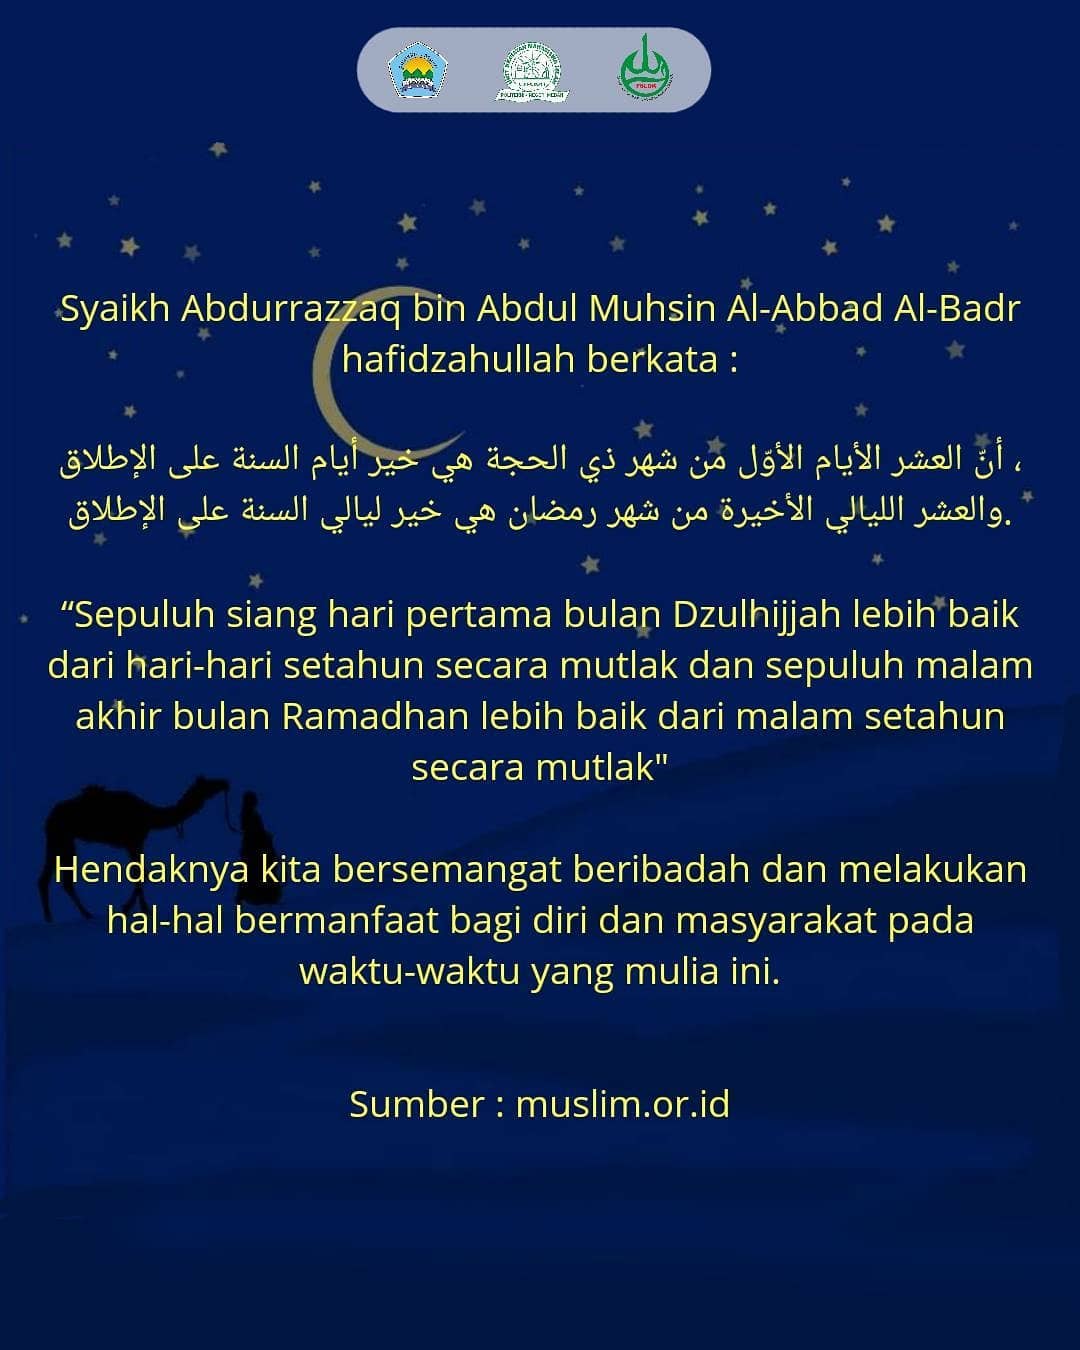 Syaikh Abdurrazzaq bin Abdul Muhsin Al-Abbad Al-Badr
hafidzahullah berkata :
أنّ العشر الأيام الأوّل من شهر ذي الحجة هي خير أيام السنة على الإطلاق ،
والعشر الليالي الأخيرة من شهر رمضان هي خير ليالي السنة على الإطلاق.
“Sepuluh siang hari pertama bulan Dzulhijjah lebih baik
dari hari-hari setahun secara mutlak dan sepuluh malam
akhir bulan Ramadhan lebih baik dari malam setahun
secara mutlak"
Hendaknya kita bersemangat beribadah dan melakukan
hal-hal bermanfaat bagi diri dan masyarakat pada
waktu-waktu yang mulia ini.
Sumber : muslim.or.id